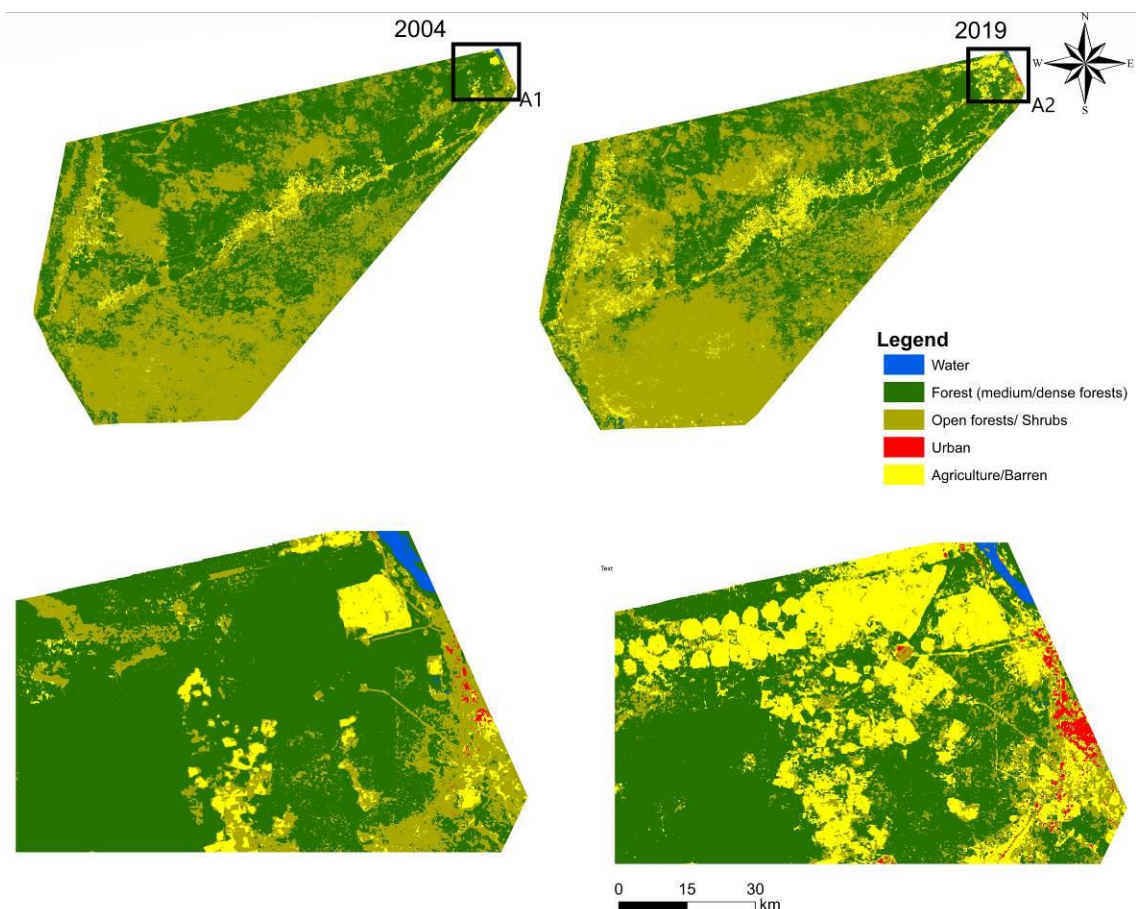 2004
2019
N
W
E
S
A1
A2
Legend
Water
Forest (medium/dense forests)
Open forests/ Shrubs
Urban
Agriculture/Barren
Text
0 15 30
km